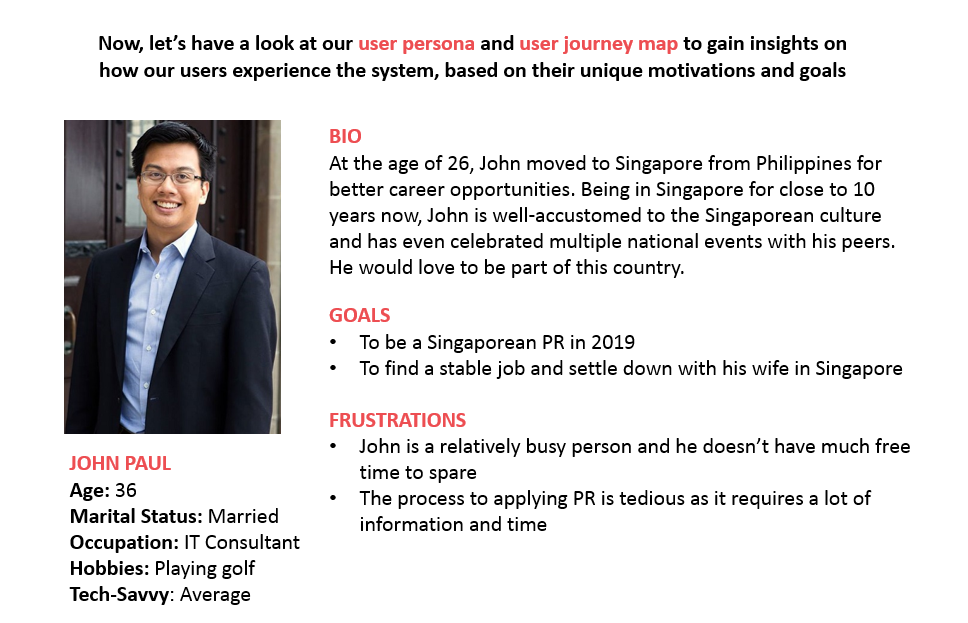 Now, let’s have a look at our user persona and user journey map to gain insights on
how our users experience the system, based on their unique motivations and goals
BIO
At the age of 26, John moved to Singapore from Philippines for
better career opportunities. Being in Singapore for close to 10
years now, John is well-accustomed to the Singaporean culture
and has even celebrated multiple national events with his peers.
He would love to be part of this country.
GOALS
• To be a Singaporean PR in 2019
• To find a stable job and settle down with his wife in Singapore
FRUSTRATIONS
• John is a relatively busy person and he doesn’t have much free
time to spare
• The process to applying PR is tedious as it requires a lot of
information and time
JOHN PAUL
Age: 36
Marital Status: Married
Occupation: IT Consultant
Hobbies: Playing golf
Tech-Savvy: Average